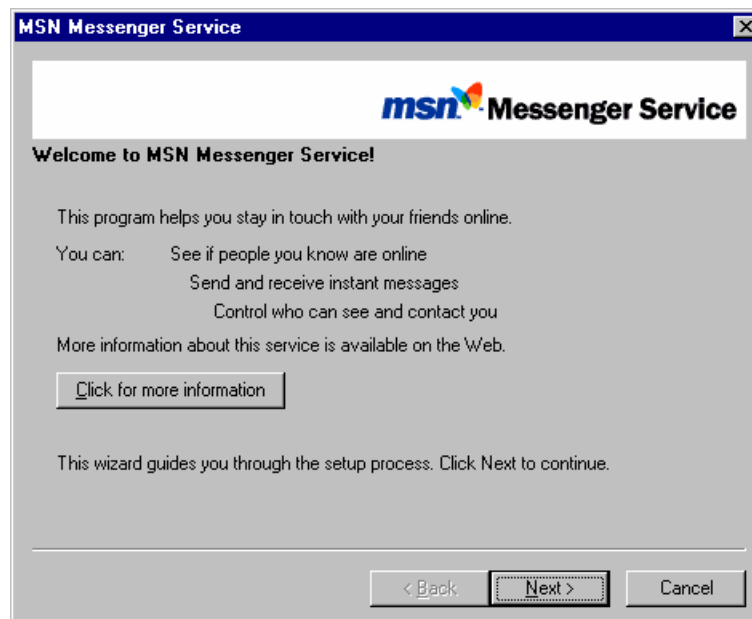 MSN Messenger Service
msn Messenger Service
Welcome to MSN Messenger Service!
This program helps you stay in touch with your friends online.
You can: See if people you know are online
Send and receive instant messages
Control who can see and contact you
More information about this service is available on the Web.
Click for more information
This wizard guides you through the setup process. Click Next to continue.
< Back Next > Cancel